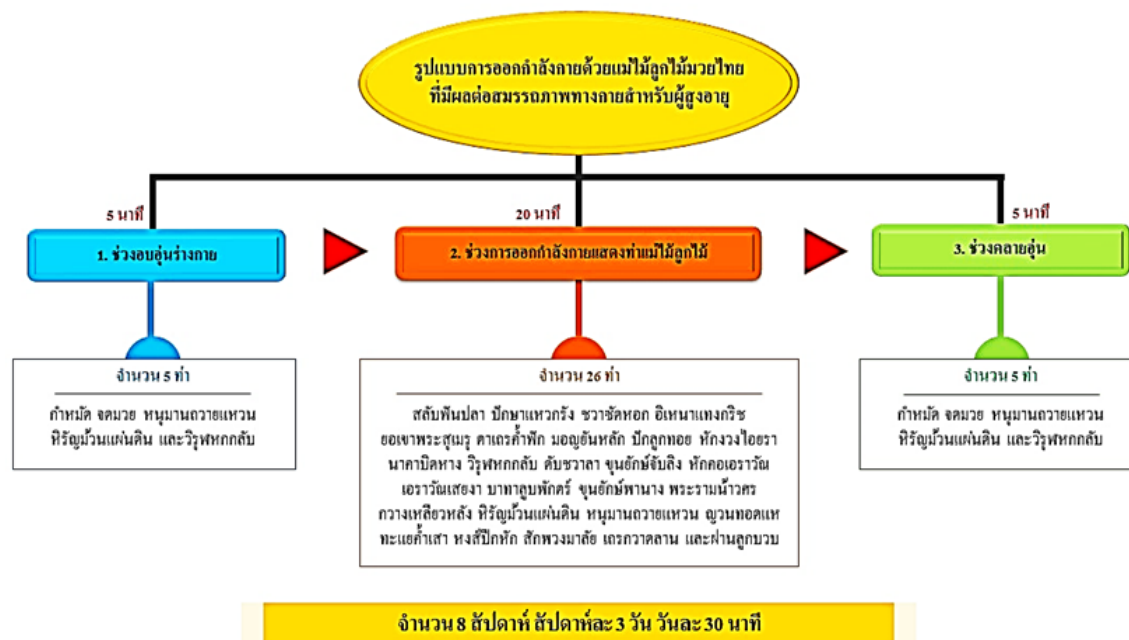 รูปแบบการออกกำลังกายด้วยแม่ไม้ลูกไม้มวยไทย
ที่มีผลต่อสมรรถภาพทางกายสำหรับผู้สูงอายุ
5 นาที
20 นาที
5 นาที
1. ช่วงอบอุ่นร่างกาย
2. ช่วงการออกกำลังกายแสดงท่าแม่ไม้ลูกไม้
3. ช่วงคลายอุ่น
จำนวน 5 ท่า
กำหมัด จดมวย หนุมานถวายแหวน
หิรัญม้วนแผ่นดิน และวิรุฬหกกลับ
จำนวน 26 ท่า
สลับฟันปลา ปักษาแหวกรัง ชวาซัดหอก อิเหนาแทงกริช
ยอเขาพระสุเมรุ ตาเถรค้ำฟัก มอญยันหลัก ปักลูกทอย หักงวงไอยรา
นาคาบิดหาง วิรุฬหกกลับ ดับชวาลา ขุนยักษ์จับลิง หักคอเอราวัณ
เอราวัณเสยงา บาทาลูบพักตร์ ขุนยักษ์พานาง พระรามน้าวศร
กวางเหลียวหลัง หิรัญม้วนแผ่นดิน หนุมานถวายแหวน ญวนทอดแห
ทะแยค้ำเสา หงส์ปีกหัก สักพวงมาลัย เถรกวาดลาน และฝานลูกบวบ
จำนวน 5 ท่า
กำหมัด จดมวย หนุมานถวายแหวน
หิรัญม้วนแผ่นดิน และวิรุฬหกกลับ
จำนวน 8 สัปดาห์ สัปดาห์ละ 3 วัน วันละ 30 นาที